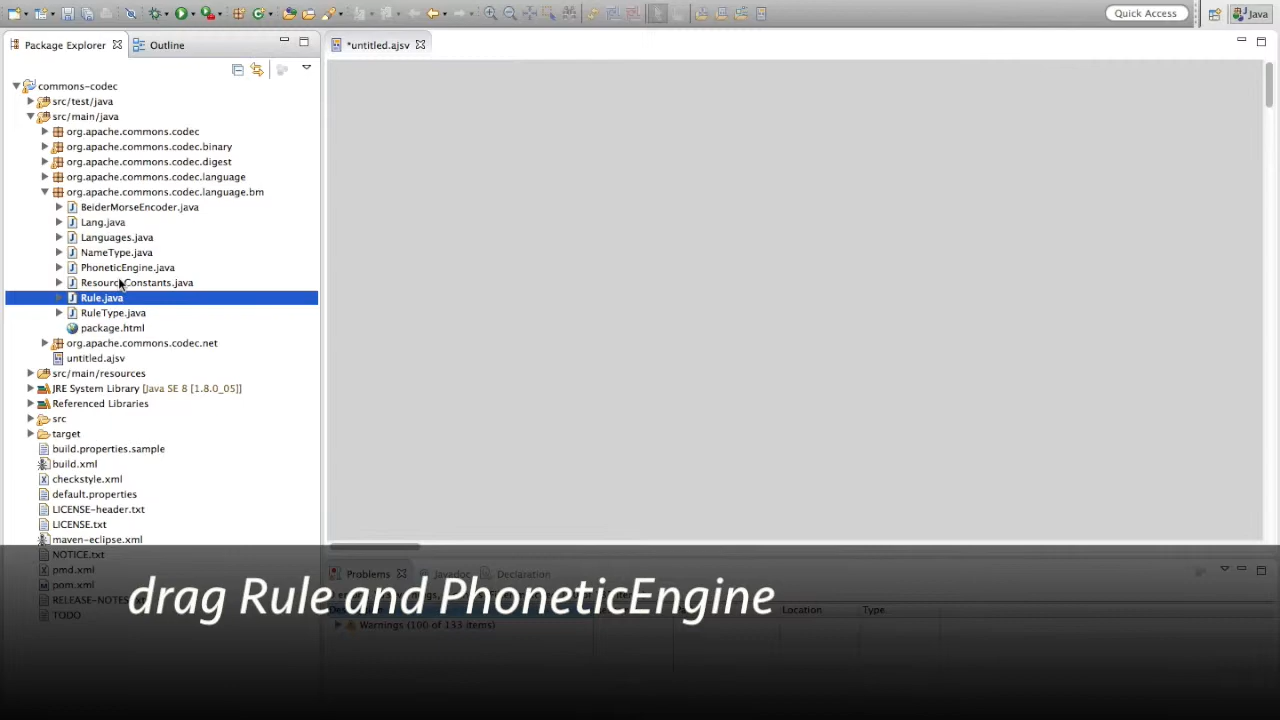 Quick Access
Java
Package Explorer
Outline
*untitled.ajsv
commons-codec
src/test/java
src/main/java
org.apache.commons.codec
org.apache.commons.codec.binary
org.apache.commons.codec.digest
org.apache.commons.codec.language
org.apache.commons.codec.language.bm
BeiderMorseEncoder.java
Lang.java
Languages.java
NameType.java
PhoneticEngine.java
ResourceConstants.java
Rule.java
RuleType.java
package.html
org.apache.commons.codec.net
untitled.ajsv
src/main/resources
JRE System Library [Java SE 8 [1.8.0_05]]
Referenced Libraries
src
target
build.properties.sample
build.xml
checkstyle.xml
default.properties
LICENSE-header.txt
LICENSE.txt
maven-eclipse.xml
NOTICE.txt
pmd.xml
pom.xml
TODO
Problems
Javadoc
Declaration
Location
Type
Warnings (100 of 133 items)
drag Rule and PhoneticEngine